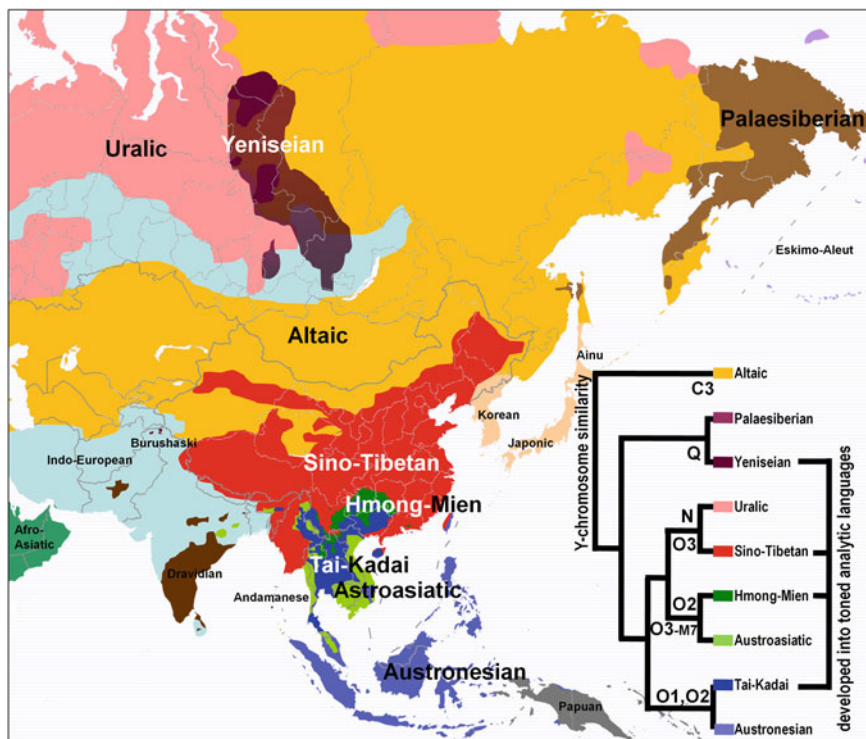 Palaesiberian
Uralic
Yeniseian
Eskimo-Aleut
Altaic
Ainu
Korean
Japonic
Burushaski
Indo-European
Sino-Tibetan
Hmong-Mien
Afro-
Asiatic
Dravidian
Tai-Kadai
Astroasiatic
Andamanese
Austronesian
Papuan
Y-chromosome similarity
Altaic
C3
Palaesiberian
Q
Yeniseian
Uralic
N
O3
Sino-Tibetan
O2
Hmong-Mien
O3-M7
Austroasiatic
Tai-Kadai
O1,O2
Austronesian
developed into toned analytic languages